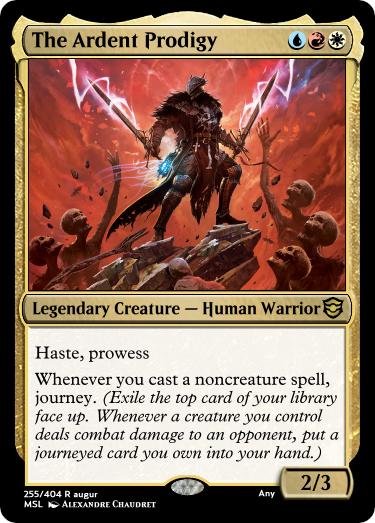 The Ardent Prodigy
Legendary Creature — Human Warrior
Haste, prowess
Whenever you cast a noncreature spell,
journey. (Exile the top card of your library
face up. Whenever a creature you control
deals combat damage to an opponent, put a
journeyed card you own into your hand.)
2/3
255/404 R augur
Any
MSL Alexandre Chaudret